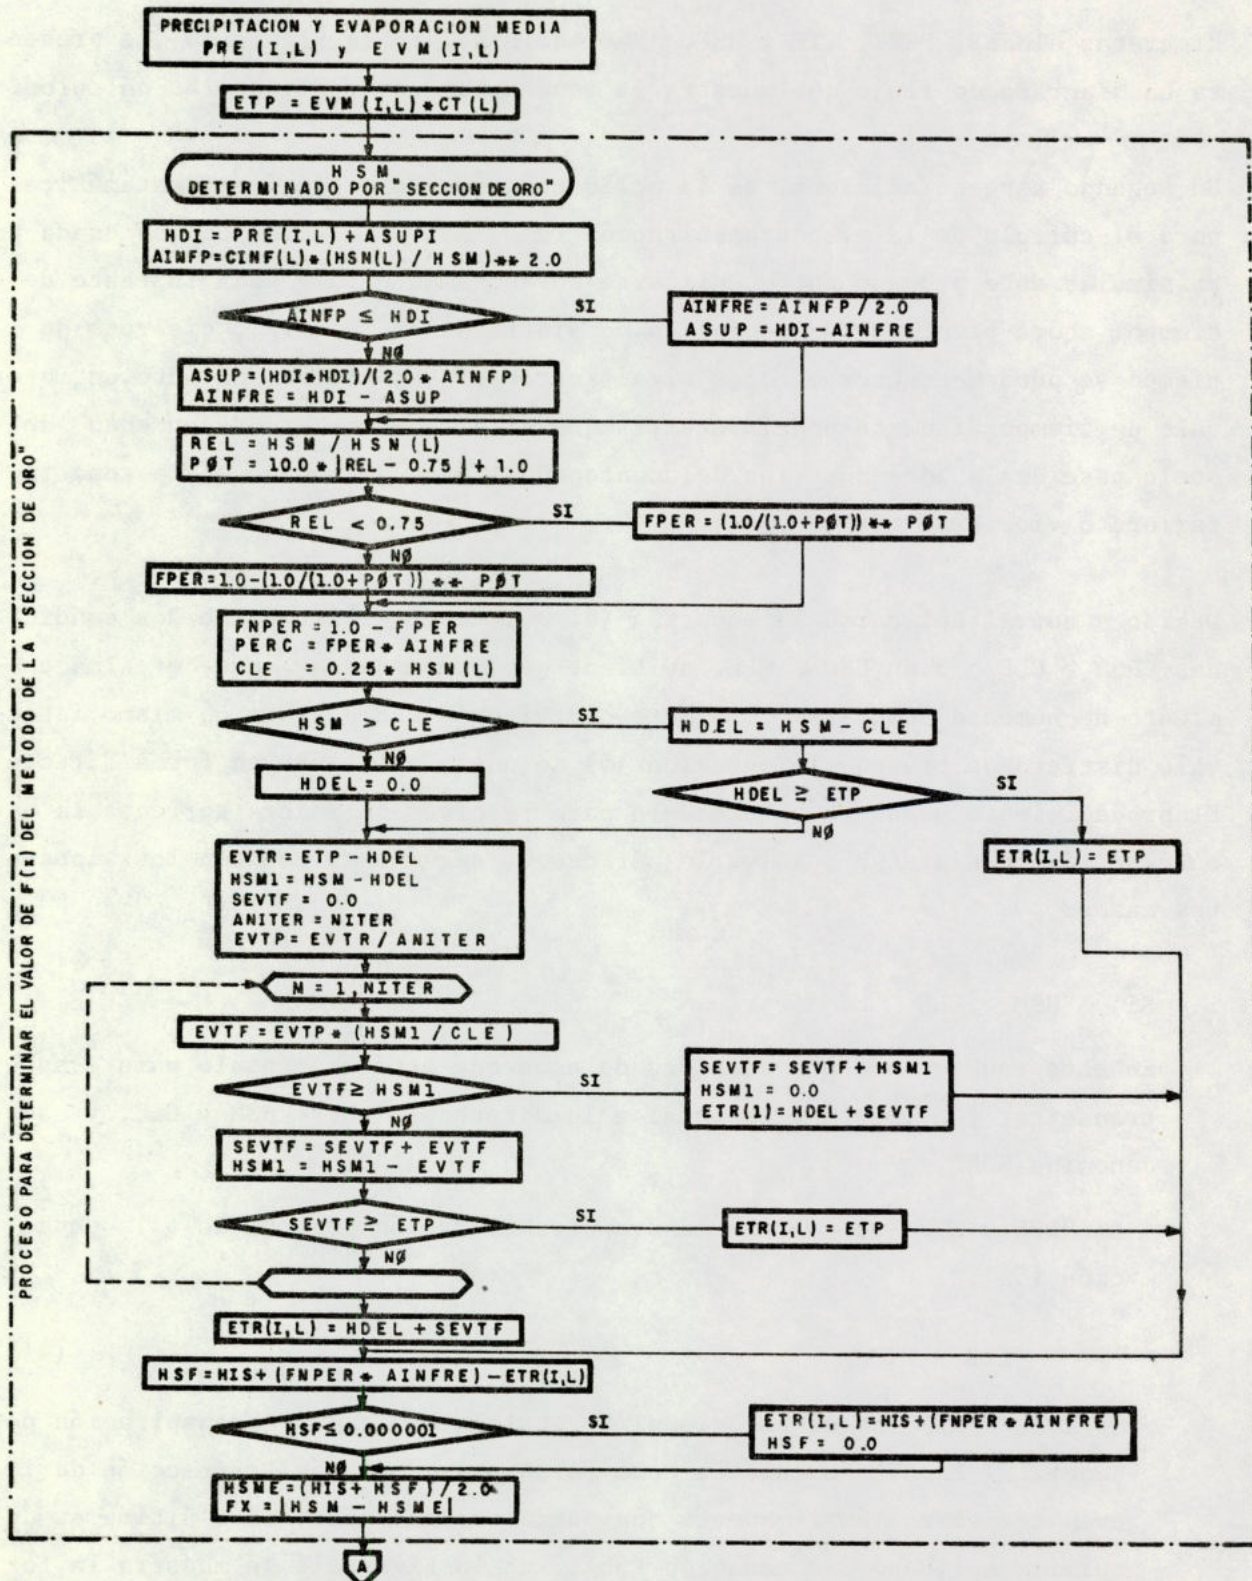 PRECIPITACION Y EVAPORACION MEDIA
PRE (I,L) y EVM (I,L)
ETP = EVM (I,L)* CT (L)
HSM
DETERMINADO POR "SECCION DE ORO"
HDI = PRE(I,L) + ASUPI
AINFP=CINF(L)*(HSN(L) / HSM)** 2.0
AINFP ≤ HDI
SI
AINFRE = AINFP / 2.0
ASUP = HDI-AINFRE
NØ
ASUP=(HDI*HDI)/(2.0* AINFP)
AINFRE = HDI - ASUP
REL = HSM / HSN (L)
PØT = 10.0 * |REL - 0.75| + 1.0
REL < 0.75
SI
FPER = (1.0/(1.0+PØT)) ** PØT
NØ
FPER=1.0-(1.0/(1.0+PØT)) ** PØT
FNPER = 1.0 - FPER
PERC = FPER* AINFRE
CLE = 0.25* HSN(L)
HSM > CLE
SI
HDEL = HSM-CLE
NØ
HDEL = 0.0
HDEL ≥ ETP
SI
NØ
ETR(I,L) = ETP
EVTR = ETP - HDEL
HSM1 = HSM - HDEL
SEVTF = 0.0
ANITER = NITER
EVTP= EVTR/ ANITER
M = 1, NITER
EVTF = EVTP* (HSM1 / CLE)
EVTF ≥ HSM1
SI
SEVTF = SEVTF + HSM1
HSM1 = 0.0
ETR(1) = HDEL + SEVTF
NØ
SEVTF = SEVTF + EVTF
HSM1 = HSM1 - EVTF
SEVTF ≥ ETP
SI
ETR(I,L) = ETP
NØ
ETR(I,L) = HDEL + SEVTF
HSF=HIS+(FNPER* AINFRE)-ETR(I,L)
HSF≤ 0.000001
SI
ETR(I,L)=HIS+(FNPER*AINFRE)
HSF= 0.0
NØ
HSME=(HIS+HSF)/2.0
FX = |HSM - HSME|
A
PROCESO PARA DETERMINAR EL VALOR DE F(x) DEL METODO DE LA "SECCION DE ORO"